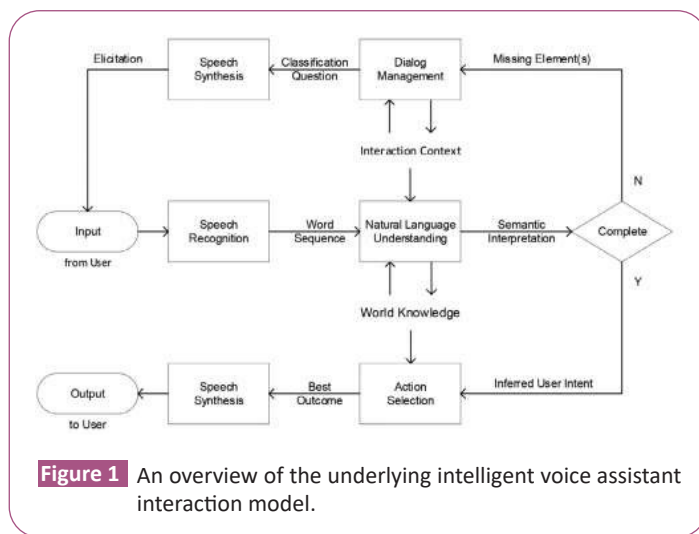 Elicitation
Speech
Synthesis
Classification
Question
Dialog
Management
Missing Element(s)
Interaction Context
N
Input
from User
Speech
Recognition
Word
Sequence
Natural Language
Understanding
Semantic
Interpretation
Complete
Y
World Knowledge
Output
to User
Speech
Synthesis
Best
Outcome
Action
Selection
Inferred User Intent
Figure 1 An overview of the underlying intelligent voice assistant
interaction model.